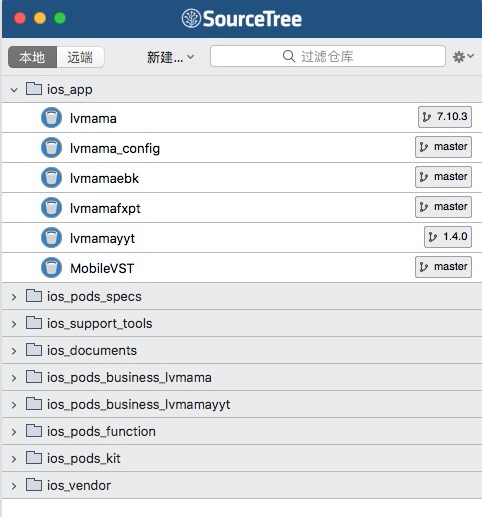 SourceTree
本地 远端 新建... 过滤仓库
ios_app
lvmama 7.10.3
lvmama_config master
lvmamaebk master
lvmamafxpt master
lvmamayyt 1.4.0
MobileVST master
ios_pods_specs
ios_support_tools
ios_documents
ios_pods_business_lvmama
ios_pods_business_lvmamayyt
ios_pods_function
ios_pods_kit
ios_vendor